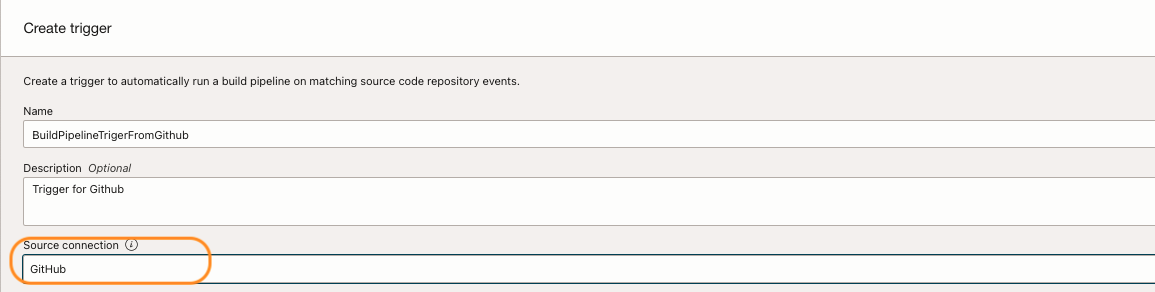 Create trigger
Create a trigger to automatically run a build pipeline on matching source code repository events.
Name
BuildPipelineTrigerFromGithub
Description Optional
Trigger for Github
Source connection i
GitHub